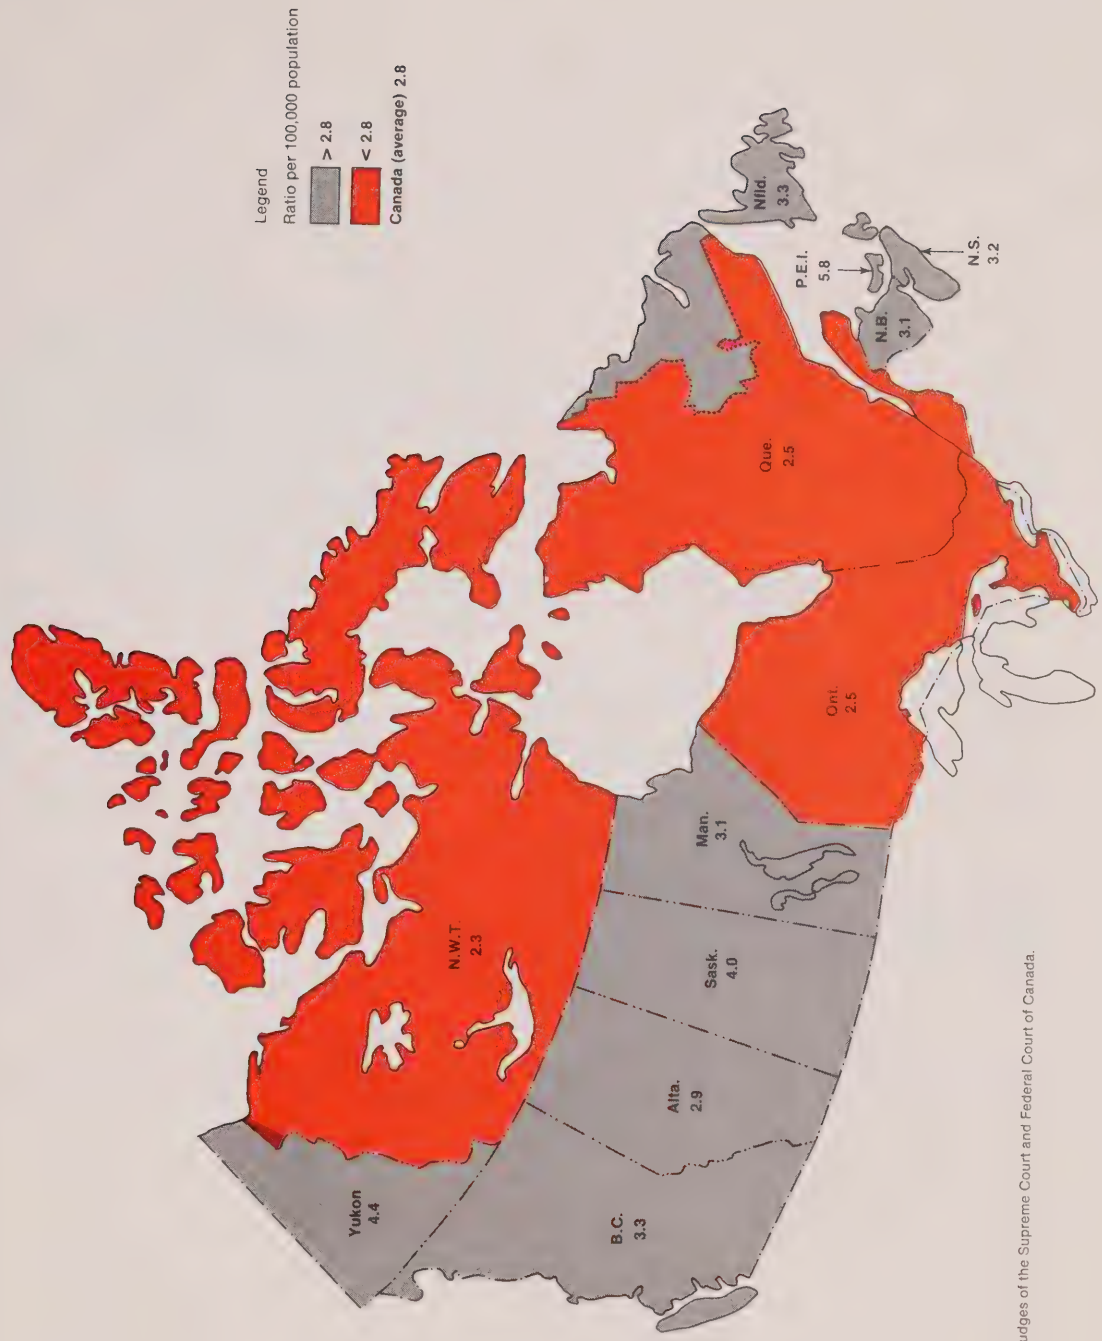 Legend
Ratio per 100,000 population
> 2.8
< 2.8
Canada (average) 2.8
Yukon
4.4
N.W.T.
2.3
B.C.
3.3
Alta.
2.9
Sask.
4.0
Man.
3.1
Ont.
2.5
Que.
2.5
Nfld.
3.3
P.E.I.
5.8
N.B.
3.1
N.S.
3.2
udges of the Supreme Court and Federal Court of Canada.